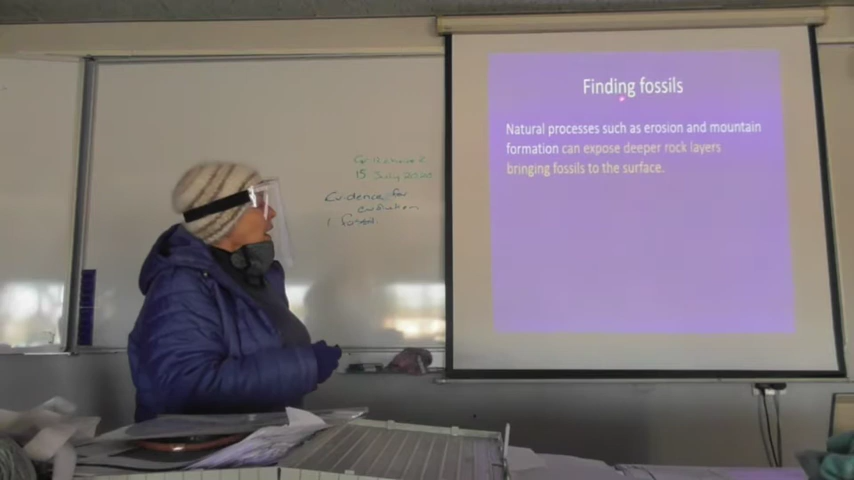 15 July 2020
Evidence for
evolution
1 fossil
Finding fossils
Natural processes such as erosion and mountain
formation can expose deeper rock layers
bringing fossils to the surface.